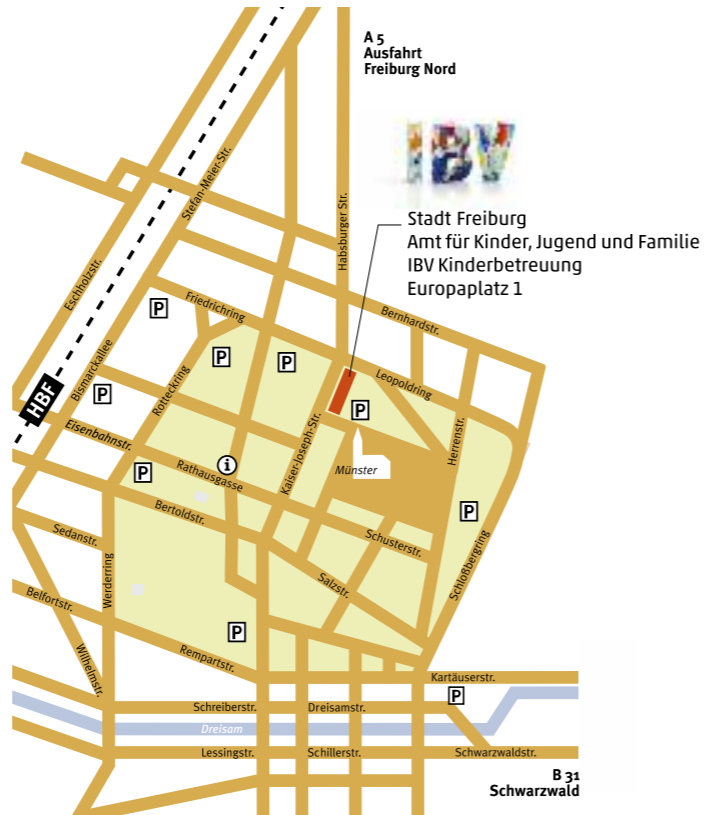 A 5
Ausfahrt
Freiburg Nord
IBV
Stadt Freiburg
Amt für Kinder, Jugend und Familie
IBV Kinderbetreuung
Europaplatz 1
Stefan-Meier-Str.
Habsburger Str.
Eschholzstr.
Bernhardstr.
Friedrichring
P
P
P
Leopoldring
Bismarckallee
Rotteckring
HBF
P
P
Kaiser-Joseph-Str.
Herrenstr.
Eisenbahnstr.
i
Münster
P
Rathausgasse
P
Bertoldstr.
Schusterstr.
Sedanstr.
Werderring
Salzstr.
Schloßbergring
Belfortstr.
P
Rempartstr.
Wilhelmstr.
Kartäuserstr.
P
Schreiberstr.
Dreisamstr.
Dreisam
Lessingstr.
Schillerstr.
Schwarzwaldstr.
B 31
Schwarzwald